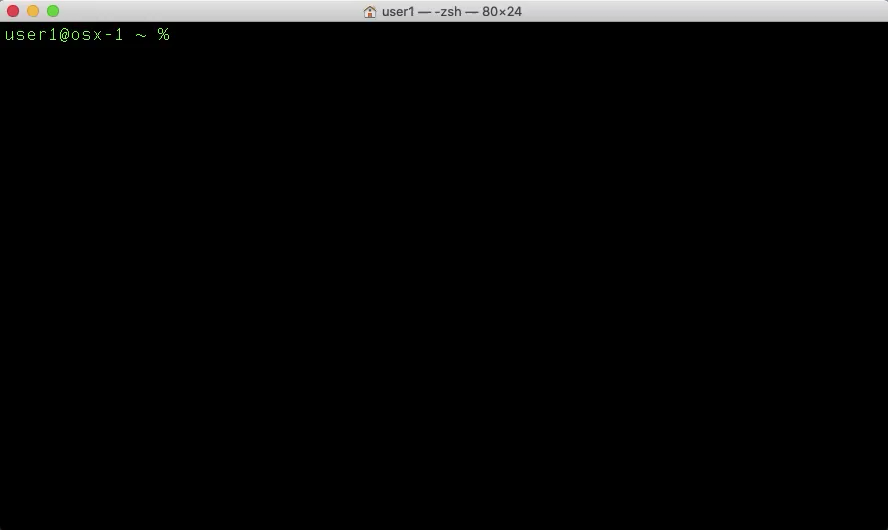 user1 — -zsh — 80×24
user1@osx-1 ~ %